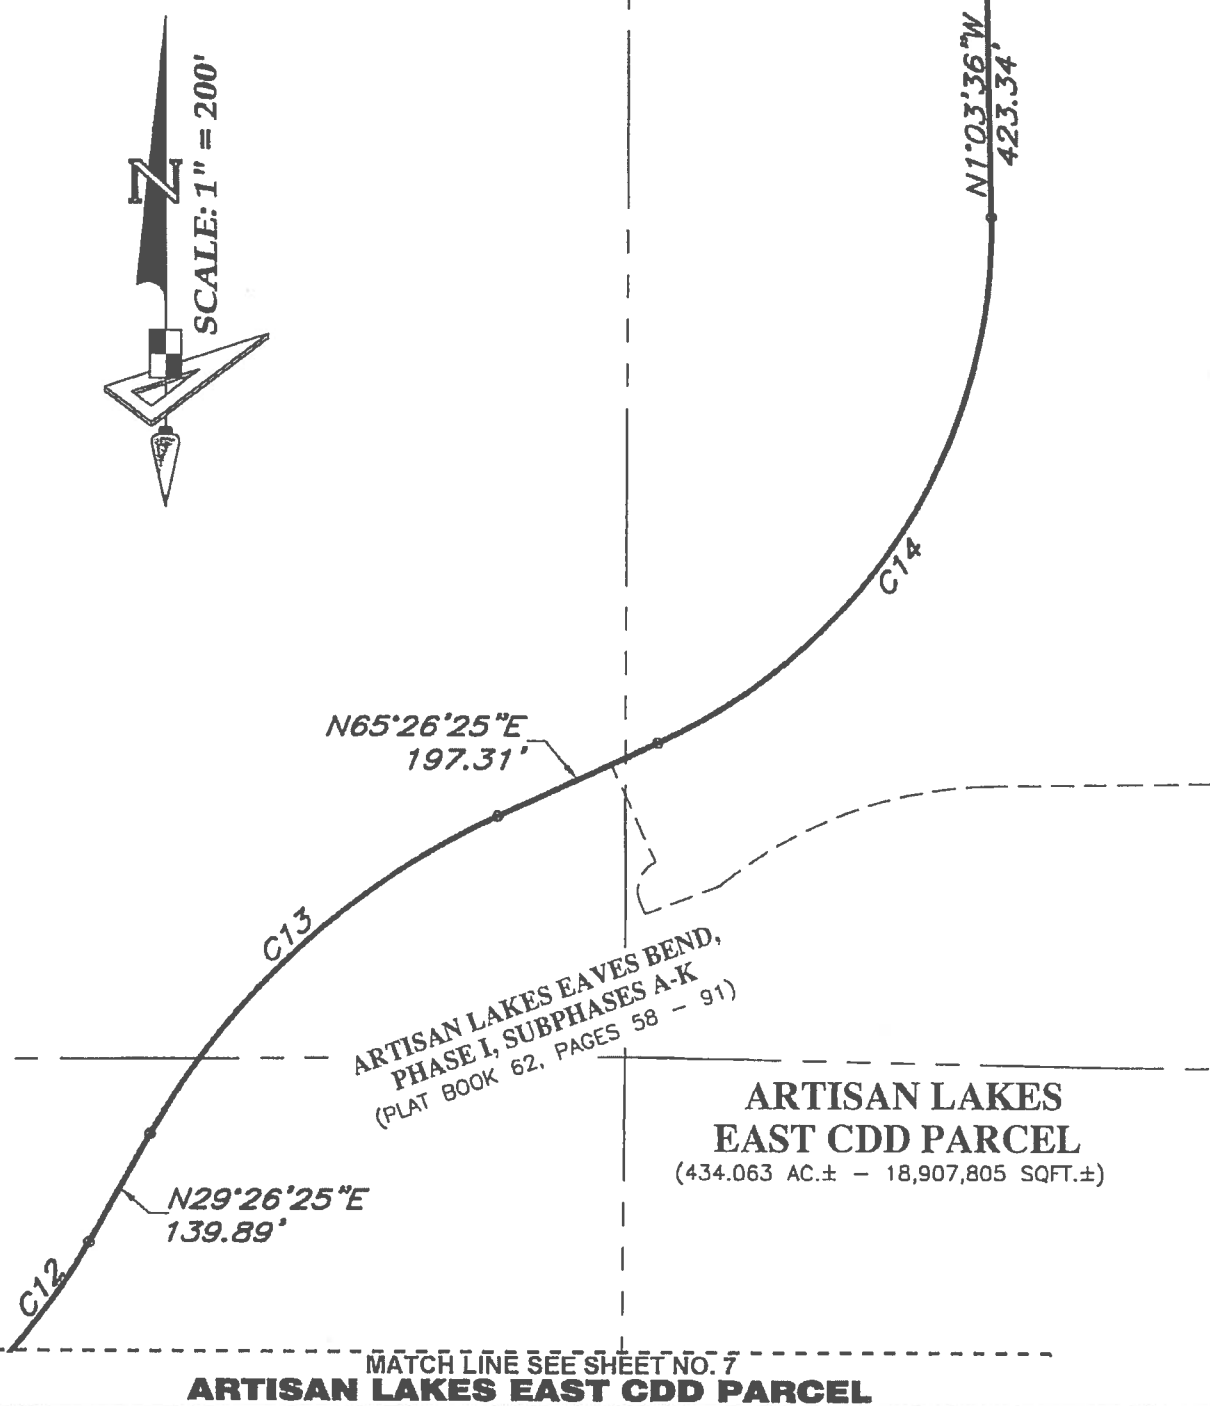 N1°03'36"W
423.34'
N
SCALE: 1" = 200'
C14
N65°26'25"E
197.31'
C13
ARTISAN LAKES EAVES BEND,
PHASE I, SUBPHASES A-K
(PLAT BOOK 62, PAGES 58 - 91)
ARTISAN LAKES
EAST CDD PARCEL
(434.063 AC.± - 18,907,805 SQFT.±)
N29°26'25"E
139.89'
C12
MATCH LINE SEE SHEET NO. 7
ARTISAN LAKES EAST CDD PARCEL